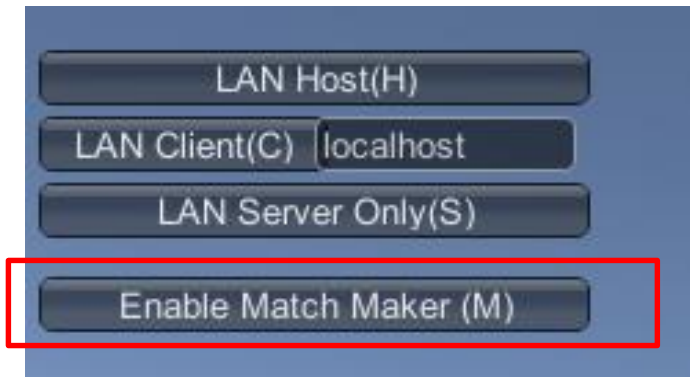 LAN Host(H)
LAN Client(C) localhost
LAN Server Only(S)
Enable Match Maker (M)